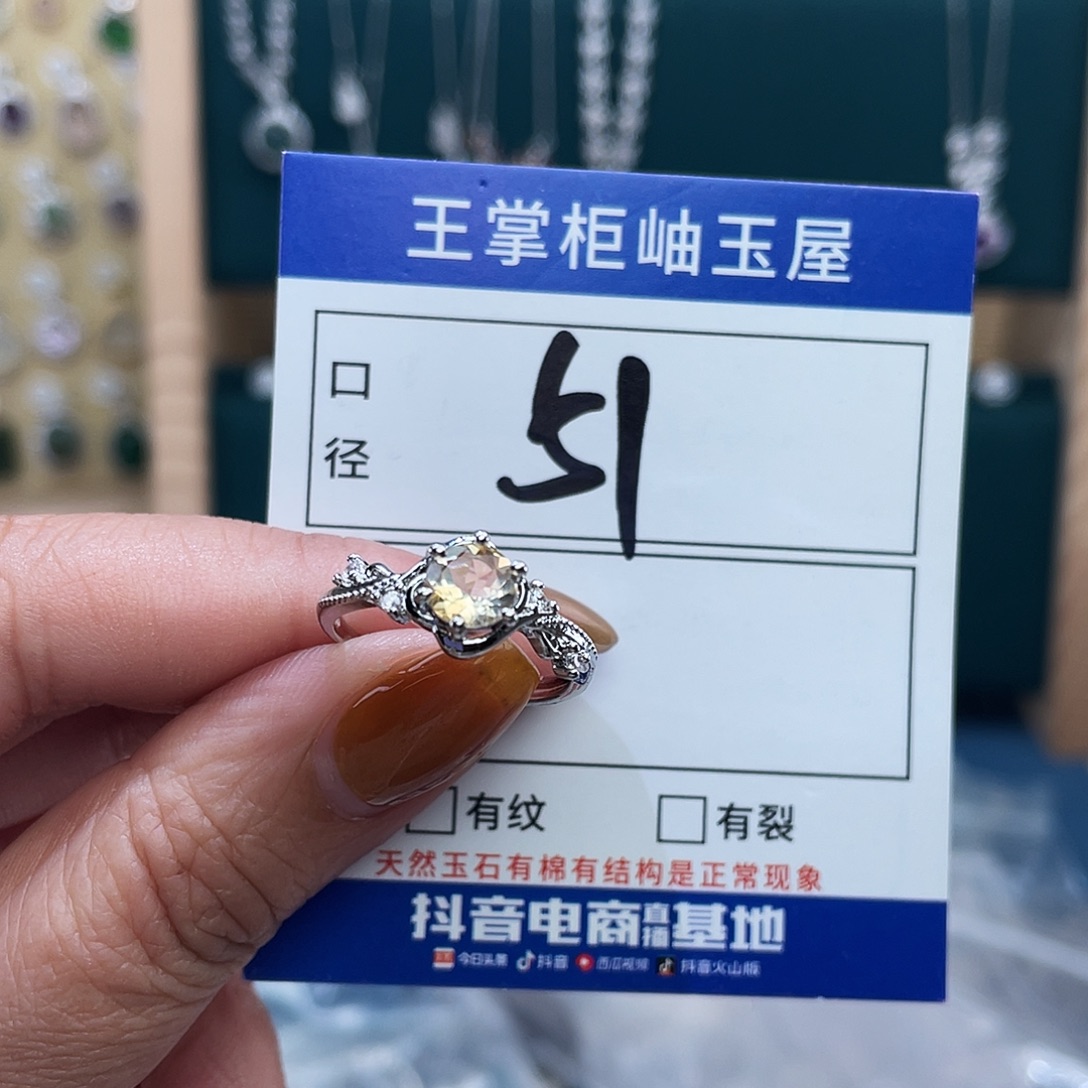 王掌柜岫玉屋
口径
51
有纹 有裂
天然玉石有棉有结构是正常现象
抖音电商直播基地
今日头条 抖音 西瓜视频 抖音火山版